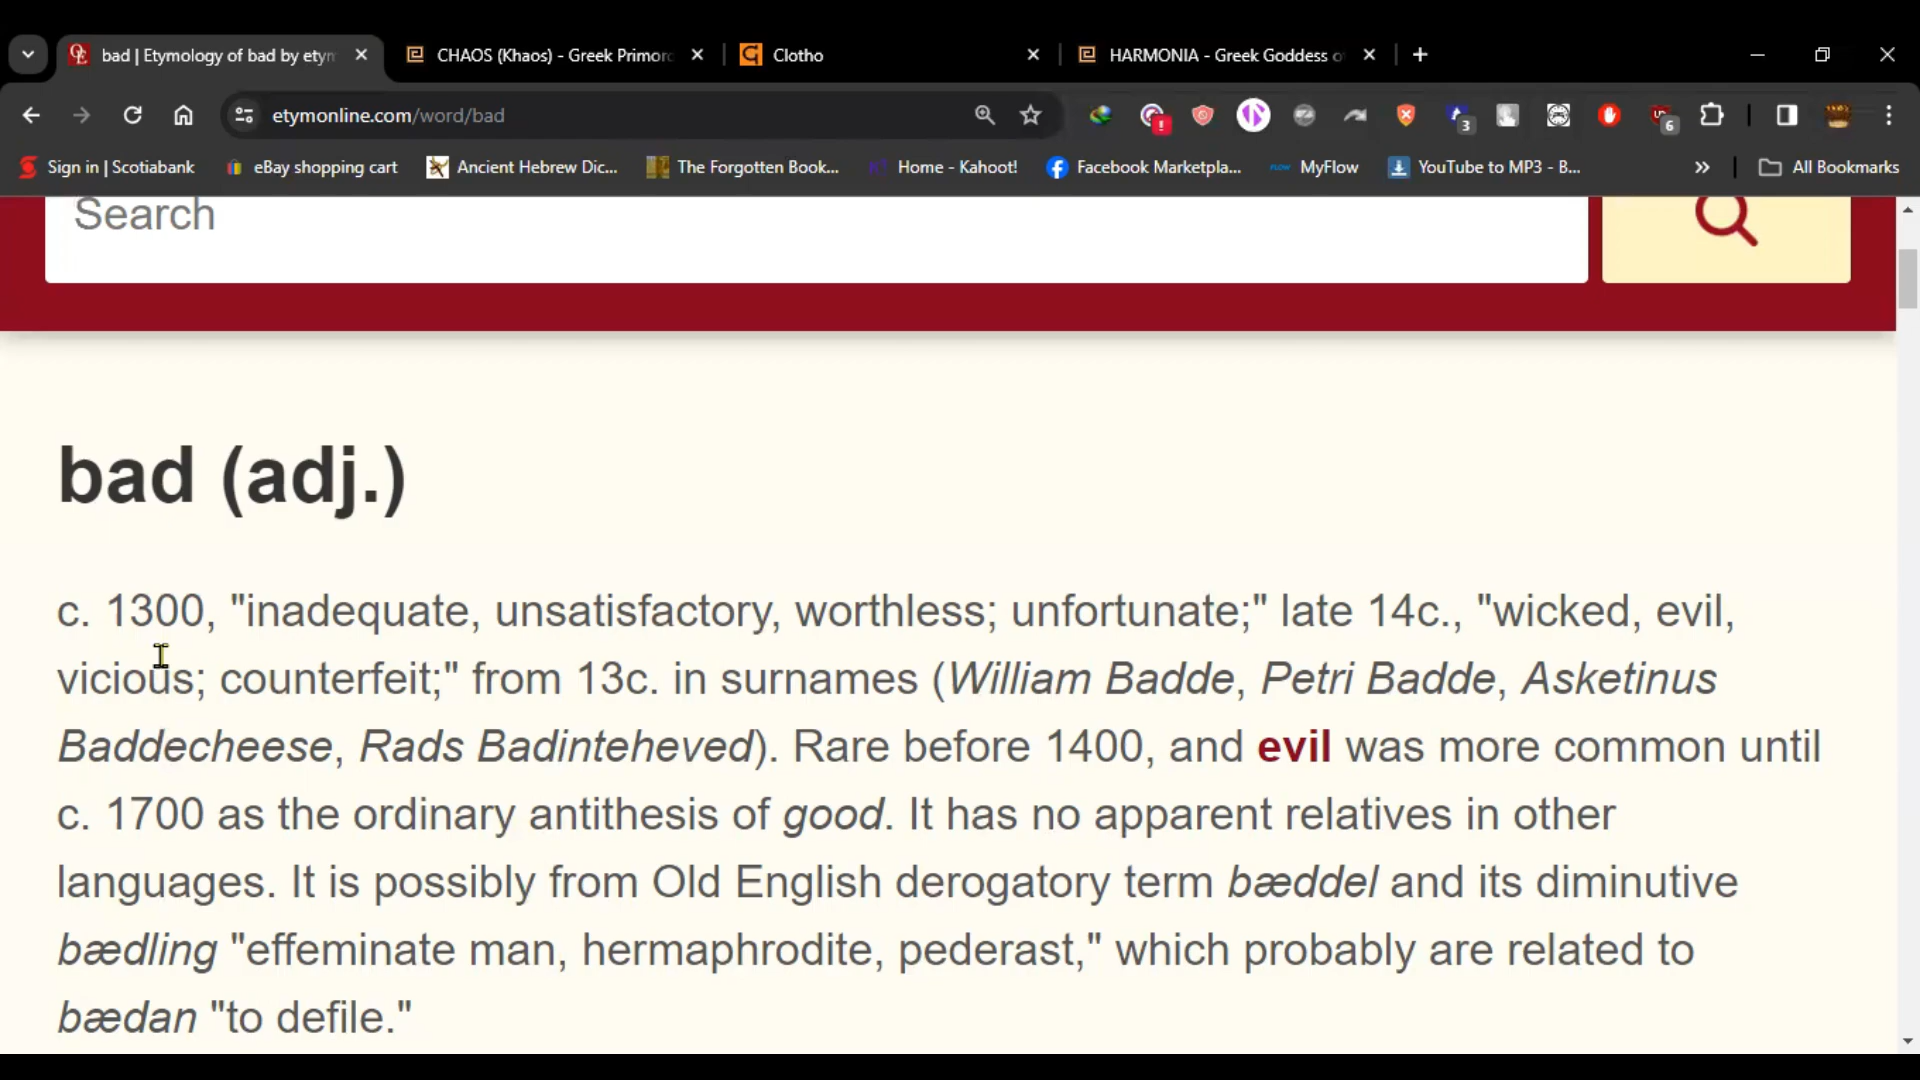 bad | Etymology of bad by etym
CHAOS (Khaos) - Greek Primord
Clotho
HARMONIA - Greek Goddess o
etymonline.com/word/bad
3
6
Sign in | Scotiabank
eBay shopping cart
Ancient Hebrew Dic...
The Forgotten Book...
Home - Kahoot!
Facebook Marketpla...
MyFlow
YouTube to MP3 - B...
All Bookmarks
Search
bad (adj.)
c. 1300, "inadequate, unsatisfactory, worthless; unfortunate;" late 14c., "wicked, evil,
vicious; counterfeit;" from 13c. in surnames (William Badde, Petri Badde, Asketinus
Baddecheese, Rads Badinteheved). Rare before 1400, and evil was more common until
c. 1700 as the ordinary antithesis of good. It has no apparent relatives in other
languages. It is possibly from Old English derogatory term bæddel and its diminutive
bædling "effeminate man, hermaphrodite, pederast," which probably are related to
bædan "to defile."